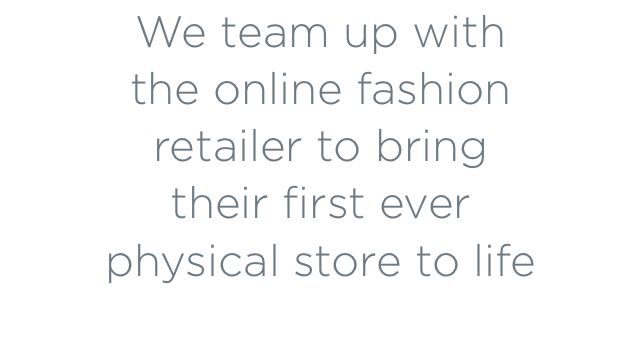 We team up with
the online fashion
retailer to bring
their first ever
physical store to life